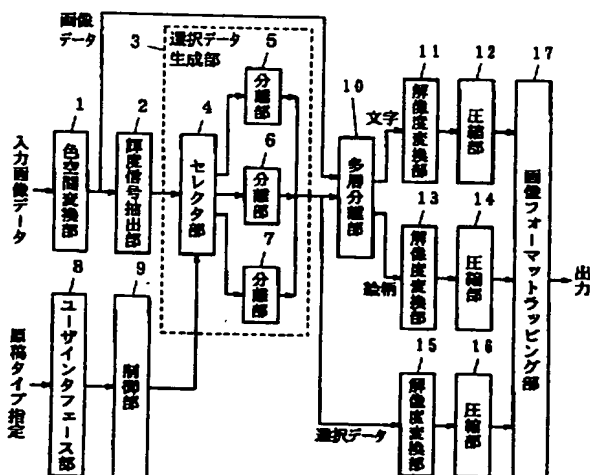 画像
データ
3
選択データ
生成部
5
分離部
11
12
17
1
2
4
10
文字
解像度変換部
圧縮部
入力画像データ
色空間変換部
輝度信号抽出部
セレクタ部
6
分離部
多層分離部
13
14
画像フォーマットラッピング部
出力
7
分離部
絵柄
解像度変換部
圧縮部
8
9
原稿タイプ指定
ユーザインタフェース部
制御部
15
16
選択データ
解像度変換部
圧縮部